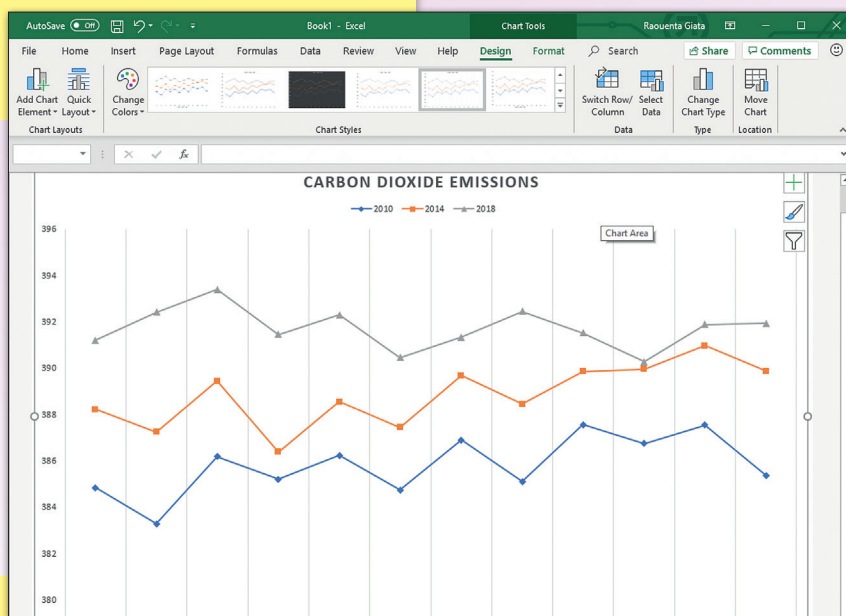 AutoSave Off Book1 - Excel Chart Tools Raouenta Giata
File Home Insert Page Layout Formulas Data Review View Help Design Format Search Share Comments
Add Chart Quick Change Switch Row/ Select Change Move
Element Layout Colors Column Data Chart Type Chart
Chart Layouts Chart Styles Data Type Location
fx
CARBON DIOXIDE EMISSIONS
2010 2014 2018
Chart Area
396
394
392
390
388
386
384
382
380